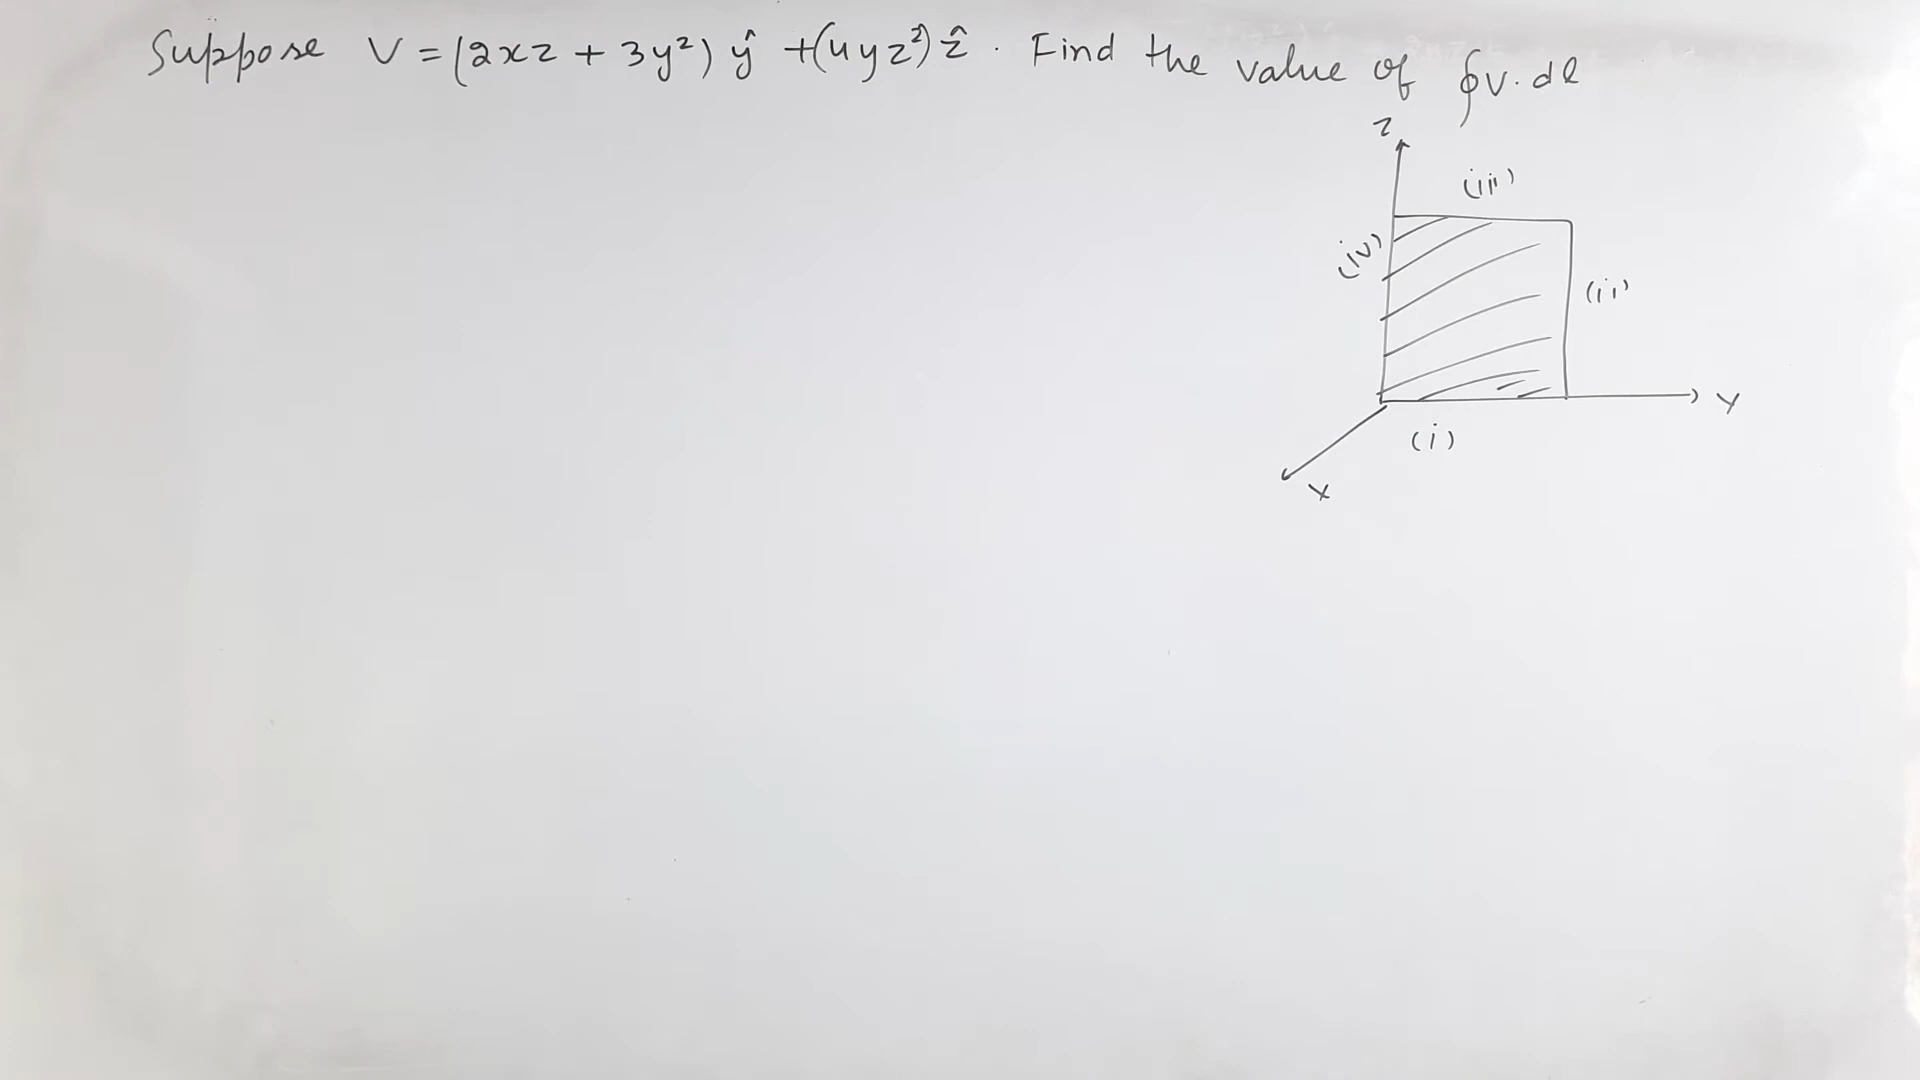 Suppose V = (2xz + 3y²) ŷ + (4yz²) ẑ . Find the value of ∮v.dl
z
(iii)
(iv)
(ii)
y
(i)
x